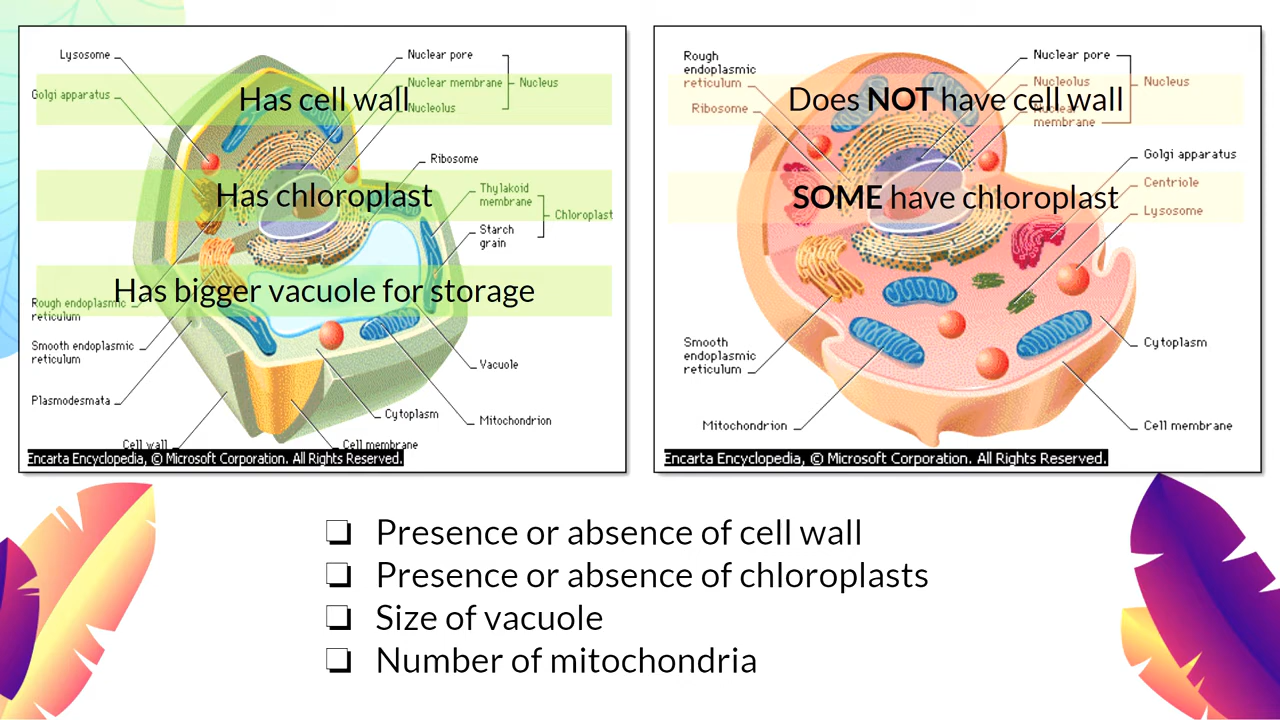 Lysosome
Golgi apparatus
Nuclear pore
Nuclear membrane
Nucleolus
Nucleus
Has cell wall
Ribosome
Has chloroplast
Thylakoid
membrane
Starch
grain
Chloroplast
Has bigger vacuole for storage
Rough endoplasmic
reticulum
Smooth endoplasmic
reticulum
Plasmodesmata
Cell wall
Vacuole
Mitochondrion
Cytoplasm
Cell membrane
Encarta Encyclopedia, © Microsoft Corporation. All Rights Reserved.
Rough
endoplasmic
reticulum
Ribosome
Nuclear pore
Nucleolus
Nuclear
membrane
Nucleus
Does NOT have cell wall
Golgi apparatus
Centriole
Lysosome
SOME have chloroplast
Smooth
endoplasmic
reticulum
Mitochondrion
Cytoplasm
Cell membrane
Encarta Encyclopedia, © Microsoft Corporation. All Rights Reserved.
❏ Presence or absence of cell wall
❏ Presence or absence of chloroplasts
❏ Size of vacuole
❏ Number of mitochondria